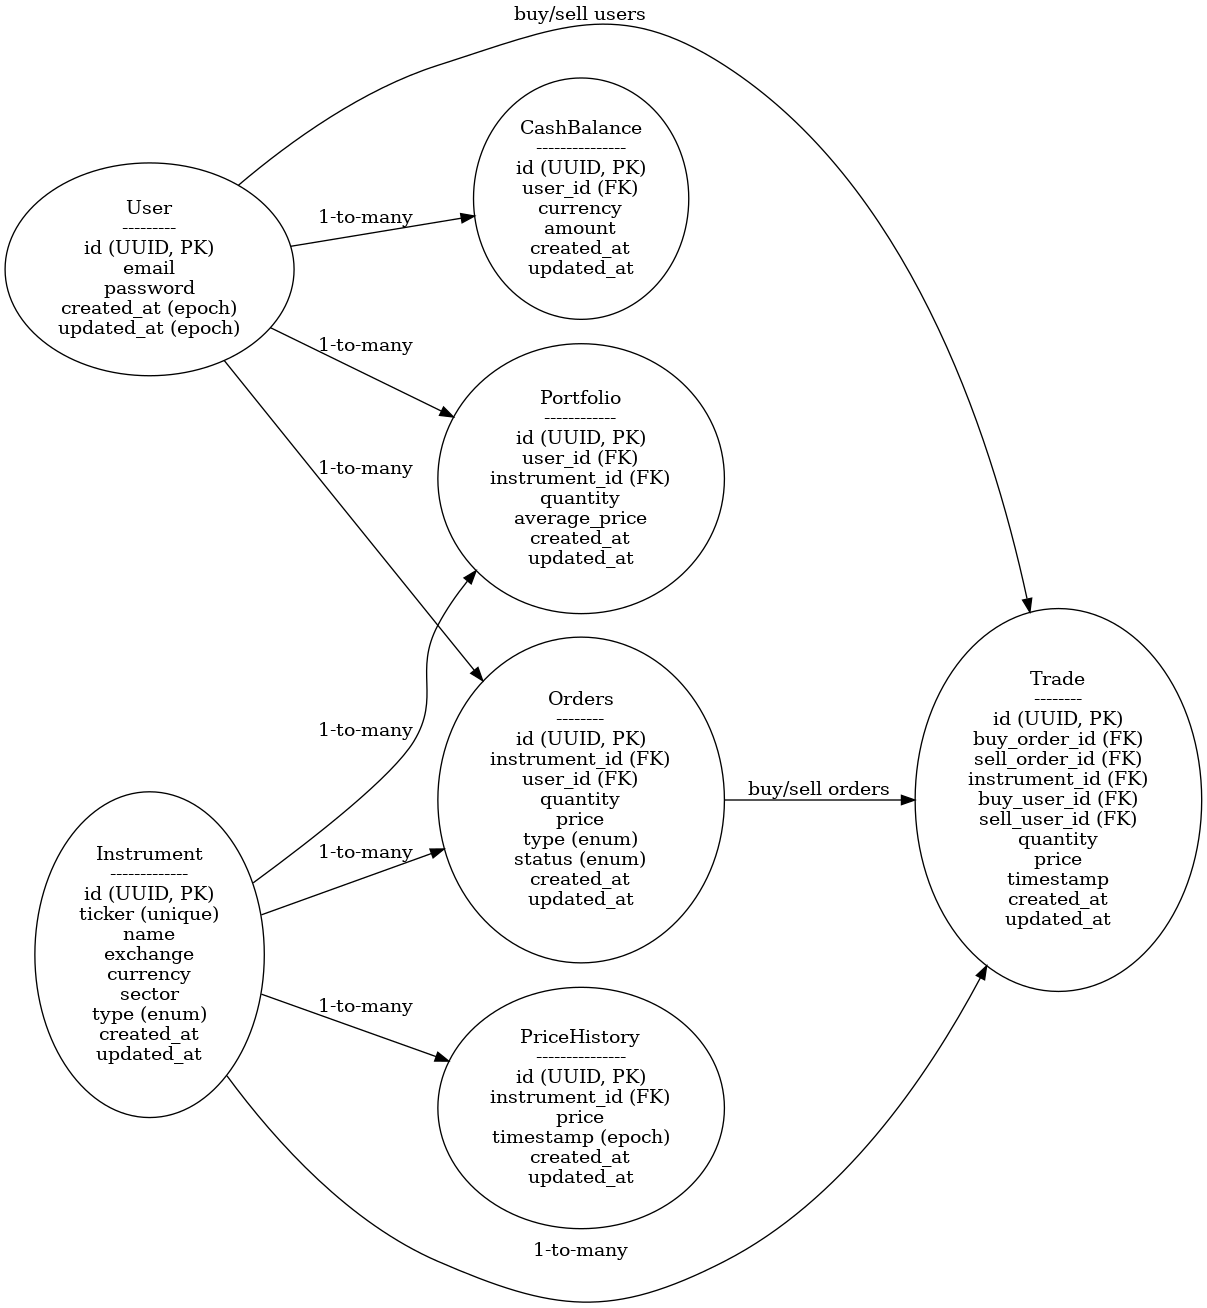 buy/sell users
CashBalance
---------------
id (UUID, PK)
user_id (FK)
currency
amount
created_at
updated_at
User
---------
id (UUID, PK)
email
password
created_at (epoch)
updated_at (epoch)
1-to-many
1-to-many
1-to-many
Portfolio
------------
id (UUID, PK)
user_id (FK)
instrument_id (FK)
quantity
average_price
created_at
updated_at
Orders
--------
id (UUID, PK)
instrument_id (FK)
user_id (FK)
quantity
price
type (enum)
status (enum)
created_at
updated_at
buy/sell orders
Trade
--------
id (UUID, PK)
buy_order_id (FK)
sell_order_id (FK)
instrument_id (FK)
buy_user_id (FK)
sell_user_id (FK)
quantity
price
timestamp
created_at
updated_at
1-to-many
1-to-many
Instrument
-------------
id (UUID, PK)
ticker (unique)
name
exchange
currency
sector
type (enum)
created_at
updated_at
1-to-many
PriceHistory
---------------
id (UUID, PK)
instrument_id (FK)
price
timestamp (epoch)
created_at
updated_at
1-to-many